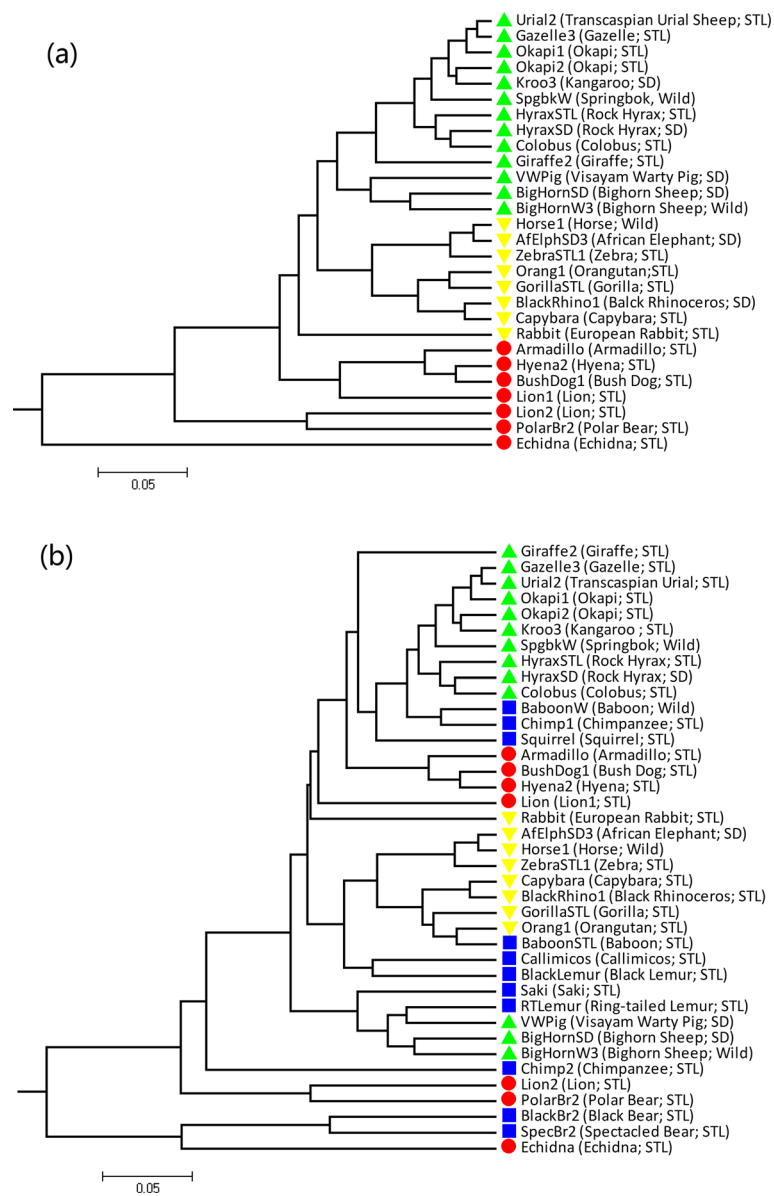 (a)
Urial2 (Transcaspian Urial Sheep; STL)
Gazelle3 (Gazelle; STL)
Okapi1 (Okapi; STL)
Okapi2 (Okapi; STL)
Kroo3 (Kangaroo; SD)
SpgbkW (Springbok, Wild)
HyraxSTL (Rock Hyrax; STL)
HyraxSD (Rock Hyrax; SD)
Colobus (Colobus; STL)
Giraffe2 (Giraffe; STL)
VWPig (Visayam Warty Pig; SD)
BigHornSD (Bighorn Sheep; SD)
BigHornW3 (Bighorn Sheep; Wild)
Horse1 (Horse; Wild)
AfElphSD3 (African Elephant; SD)
ZebraSTL1 (Zebra; STL)
Orang1 (Orangutan;STL)
GorillaSTL (Gorilla; STL)
BlackRhino1 (Balck Rhinoceros; SD)
Capybara (Capybara; STL)
Rabbit (European Rabbit; STL)
Armadillo (Armadillo; STL)
Hyena2 (Hyena; STL)
BushDog1 (Bush Dog; STL)
Lion1 (Lion; STL)
Lion2 (Lion; STL)
PolarBr2 (Polar Bear; STL)
Echidna (Echidna; STL)
0.05
(b)
Giraffe2 (Giraffe; STL)
Gazelle3 (Gazelle; STL)
Urial2 (Transcaspian Urial; STL)
Okapi1 (Okapi; STL)
Okapi2 (Okapi; STL)
Kroo3 (Kangaroo ; STL)
SpgbkW (Springbok; Wild)
HyraxSTL (Rock Hyrax; STL)
HyraxSD (Rock Hyrax; SD)
Colobus (Colobus; STL)
BaboonW (Baboon; Wild)
Chimp1 (Chimpanzee; STL)
Squirrel (Squirrel; STL)
Armadillo (Armadillo; STL)
BushDog1 (Bush Dog; STL)
Hyena2 (Hyena; STL)
Lion (Lion1; STL)
Rabbit (European Rabbit; STL)
AfElphSD3 (African Elephant; SD)
Horse1 (Horse; Wild)
ZebraSTL1 (Zebra; STL)
Capybara (Capybara; STL)
BlackRhino1 (Black Rhinoceros; STL)
GorillaSTL (Gorilla; STL)
Orang1 (Orangutan; STL)
BaboonSTL (Baboon; STL)
Callimicos (Callimicos; STL)
BlackLemur (Black Lemur; STL)
Saki (Saki; STL)
RTLemur (Ring-tailed Lemur; STL)
VWPig (Visayam Warty Pig; SD)
BigHornSD (Bighorn Sheep; SD)
BigHornW3 (Bighorn Sheep; Wild)
Chimp2 (Chimpanzee; STL)
Lion2 (Lion; STL)
PolarBr2 (Polar Bear; STL)
BlackBr2 (Black Bear; STL)
SpecBr2 (Spectacled Bear; STL)
Echidna (Echidna; STL)
0.05